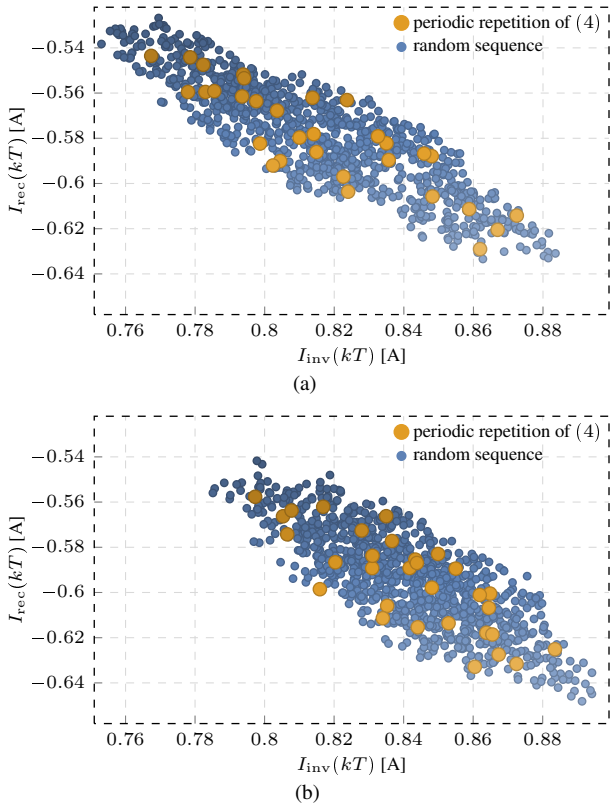 periodic repetition of (4)
random sequence
−0.54
−0.56
−0.58
−0.6
−0.62
−0.64
I_rec(kT) [A]
0.76 0.78 0.8 0.82 0.84 0.86 0.88
I_inv(kT) [A]
(a)
periodic repetition of (4)
random sequence
−0.54
−0.56
−0.58
−0.6
−0.62
−0.64
I_rec(kT) [A]
0.76 0.78 0.8 0.82 0.84 0.86 0.88
I_inv(kT) [A]
(b)